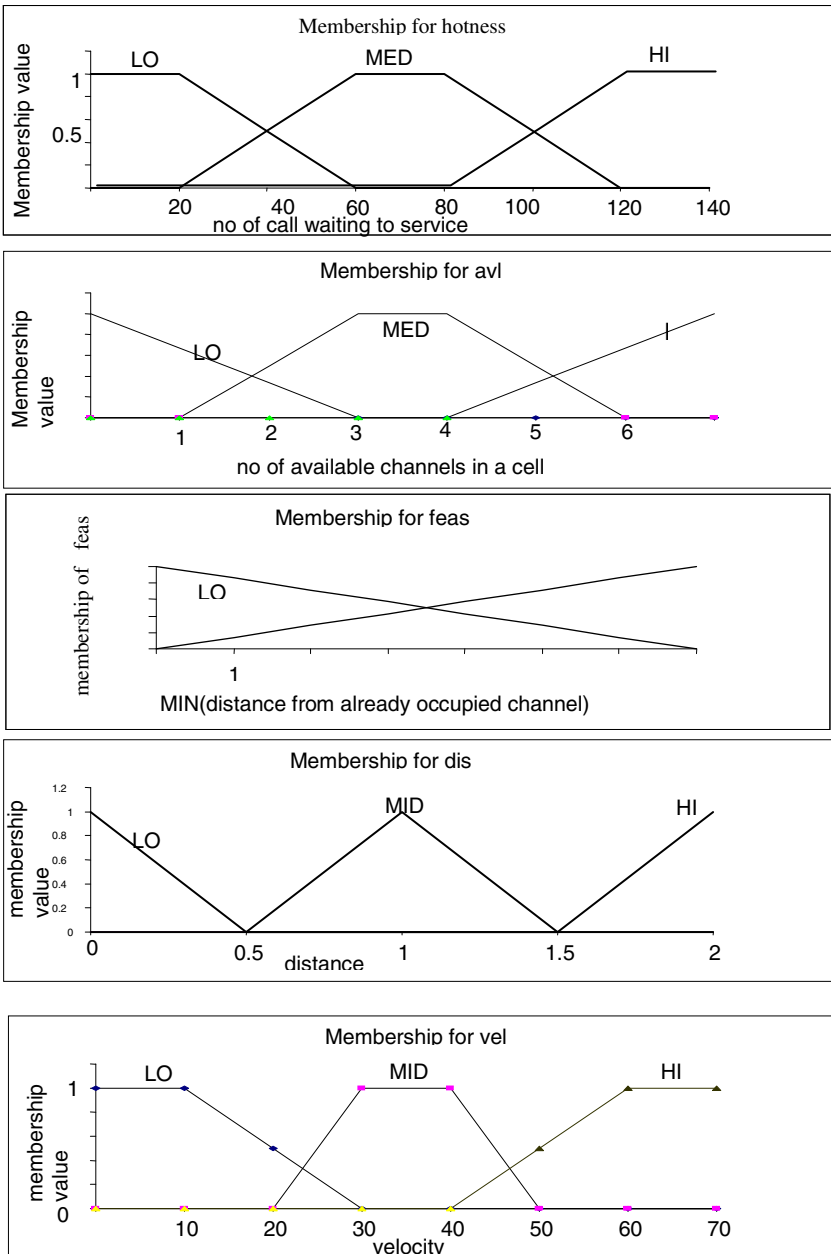 Membership for hotness
LO MED HI
1
0.5
Membership value
20 40 60 80 100 120 140
no of call waiting to service
Membership for avl
LO MED I
Membership value
1 2 3 4 5 6
no of available channels in a cell
Membership for feas
membership of feas
LO
1
MIN(distance from already occupied channel)
Membership for dis
1.2
1
0.8
0.6
0.4
0.2
0
LO MID HI
membership value
0 0.5 1 1.5 2
distance
Membership for vel
LO MID HI
1
0
membership value
10 20 30 40 50 60 70
velocity